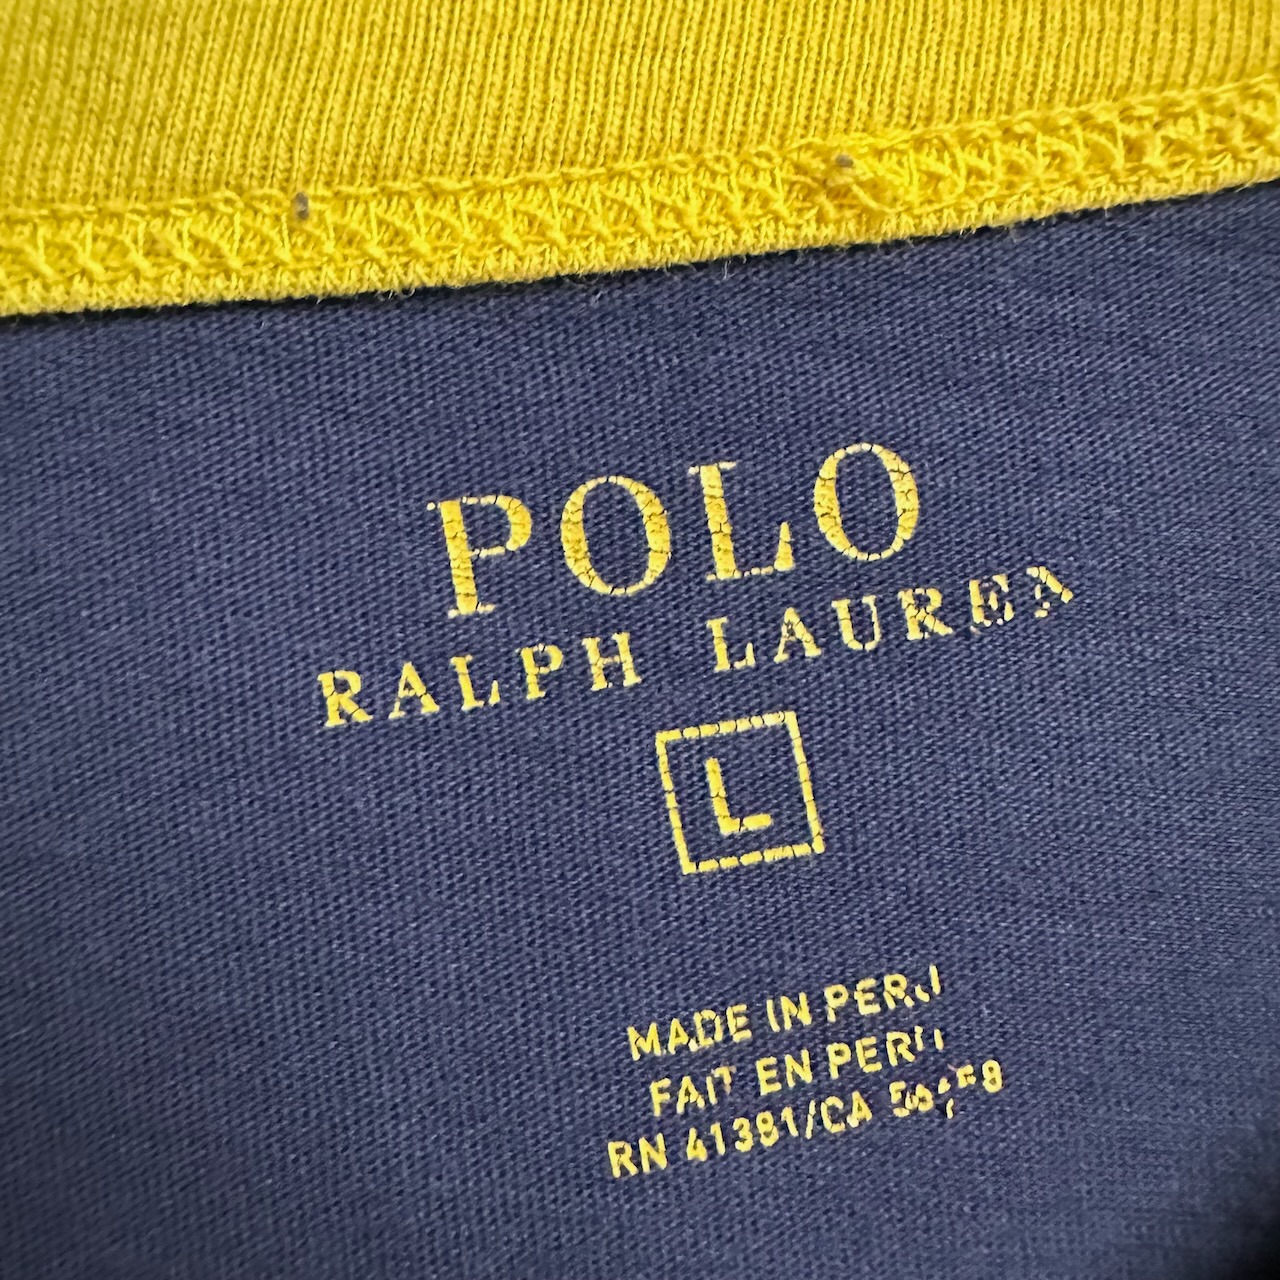 POLO
RALPH LAUREN
L
MADE IN PERU
FAIT EN PERU
RN 41381/CA